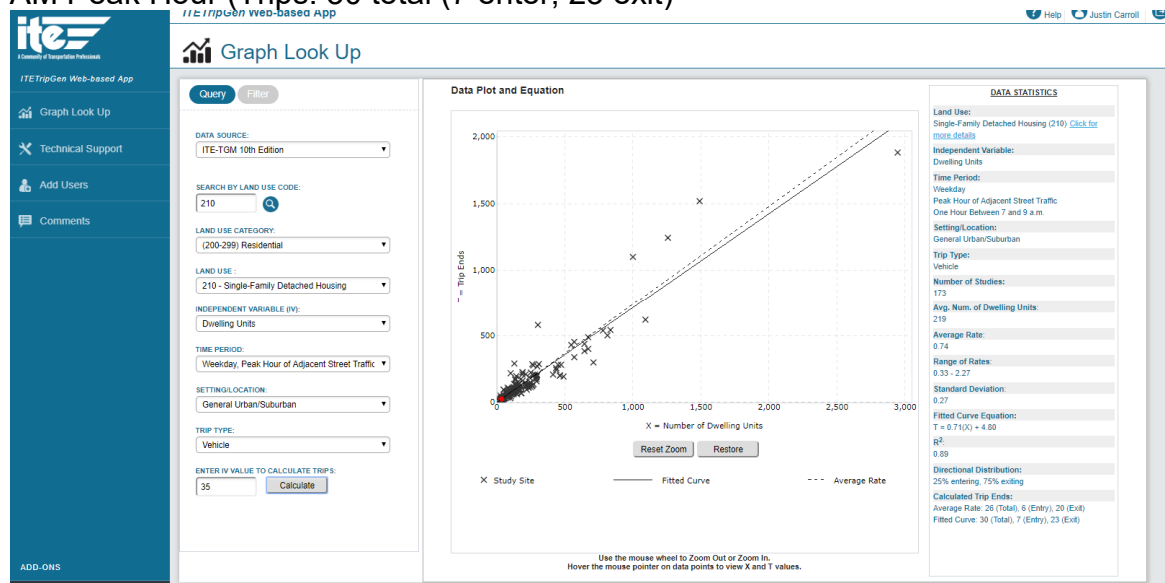 AM Peak Hour (Trips: 30 total (7 enter, 23 exit)
ITETripGen Web-based App
Help
Justin Carroll
ite
A Community of Transportation Professionals
ITETripGen Web-based App
Graph Look Up
Technical Support
Add Users
Comments
ADD-ONS
Graph Look Up
Query
Filter
DATA SOURCE:
ITE-TGM 10th Edition
SEARCH BY LAND USE CODE:
210
LAND USE CATEGORY:
(200-299) Residential
LAND USE :
210 - Single-Family Detached Housing
INDEPENDENT VARIABLE (IV):
Dwelling Units
TIME PERIOD:
Weekday, Peak Hour of Adjacent Street Traffic
SETTING/LOCATION:
General Urban/Suburban
TRIP TYPE:
Vehicle
ENTER IV VALUE TO CALCULATE TRIPS:
35
Calculate
Data Plot and Equation
2,000
1,500
1,000
500
0
T = Trip Ends
0
500
1,000
1,500
2,000
2,500
3,000
X = Number of Dwelling Units
Reset Zoom
Restore
Study Site
Fitted Curve
Average Rate
Use the mouse wheel to Zoom Out or Zoom In.
Hover the mouse pointer on data points to view X and T values.
DATA STATISTICS
Land Use:
Single-Family Detached Housing (210) Click for
more details
Independent Variable:
Dwelling Units
Time Period:
Weekday
Peak Hour of Adjacent Street Traffic
One Hour Between 7 and 9 a.m.
Setting/Location:
General Urban/Suburban
Trip Type:
Vehicle
Number of Studies:
173
Avg. Num. of Dwelling Units:
219
Average Rate:
0.74
Range of Rates:
0.33 - 2.27
Standard Deviation:
0.27
Fitted Curve Equation:
T = 0.71(X) + 4.80
R²:
0.89
Directional Distribution:
25% entering, 75% exiting
Calculated Trip Ends:
Average Rate: 26 (Total), 6 (Entry), 20 (Exit)
Fitted Curve: 30 (Total), 7 (Entry), 23 (Exit)